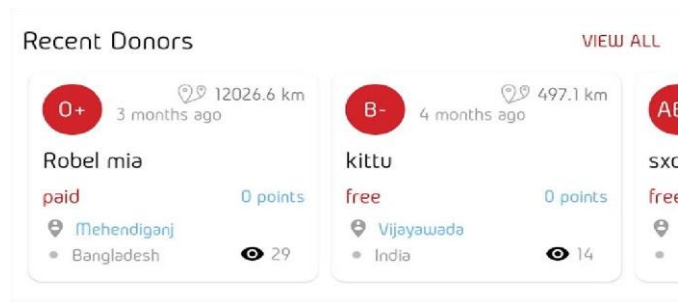 Recent Donors VIEW ALL
O+ 12026.6 km
3 months ago
Robel mia
paid 0 points
Mehendiganj
Bangladesh 29
B- 497.1 km
4 months ago
kittu
free 0 points
Vijayawada
India 14